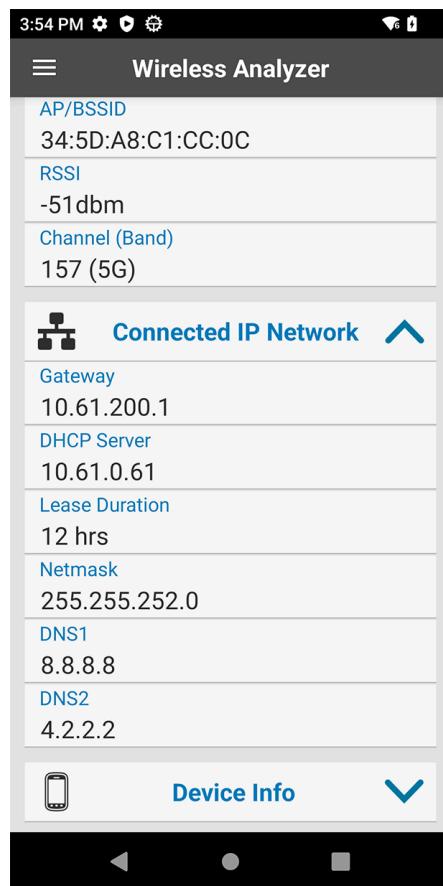 3:54 PM
6
Wireless Analyzer
AP/BSSID
34:5D:A8:C1:CC:0C
RSSI
-51dbm
Channel (Band)
157 (5G)
Connected IP Network
Gateway
10.61.200.1
DHCP Server
10.61.0.61
Lease Duration
12 hrs
Netmask
255.255.252.0
DNS1
8.8.8.8
DNS2
4.2.2.2
Device Info